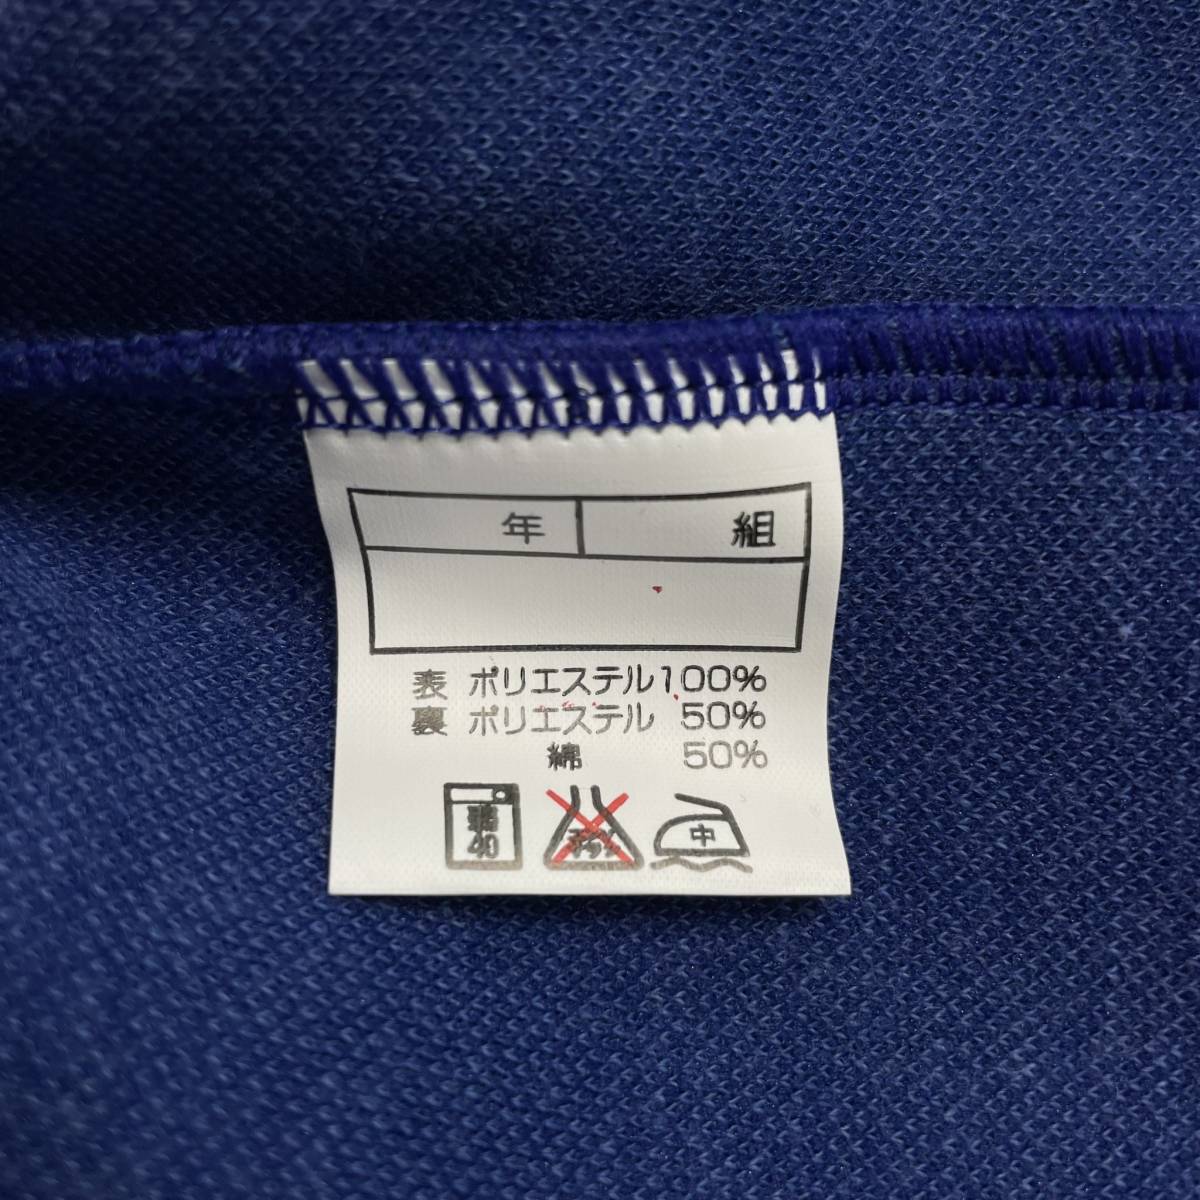 年 組
表 ポリエステル100%
裏 ポリエステル 50%
綿 50%
40
中